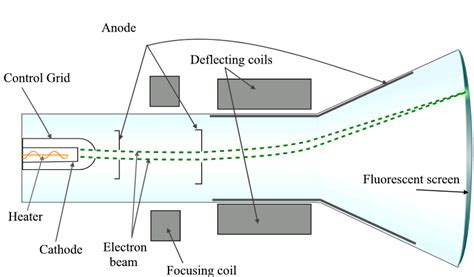 Anode
Deflecting coils
Control Grid
Fluorescent screen
Heater
Cathode
Electron
beam
Focusing coil